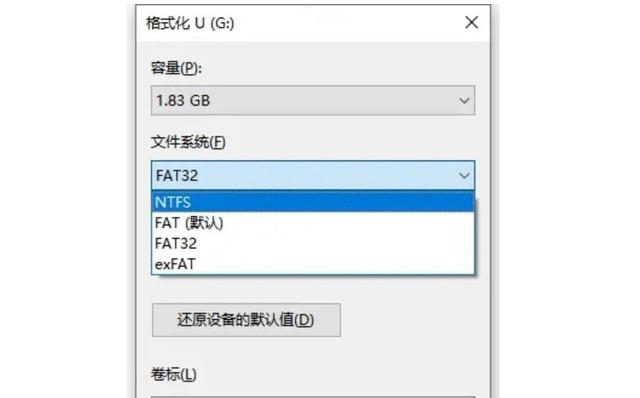 格式化 U (G:)
容量(P):
1.83 GB
文件系统(F)
FAT32
NTFS
FAT (默认)
FAT32
exFAT
还原设备的默认值(D)
卷标(L)